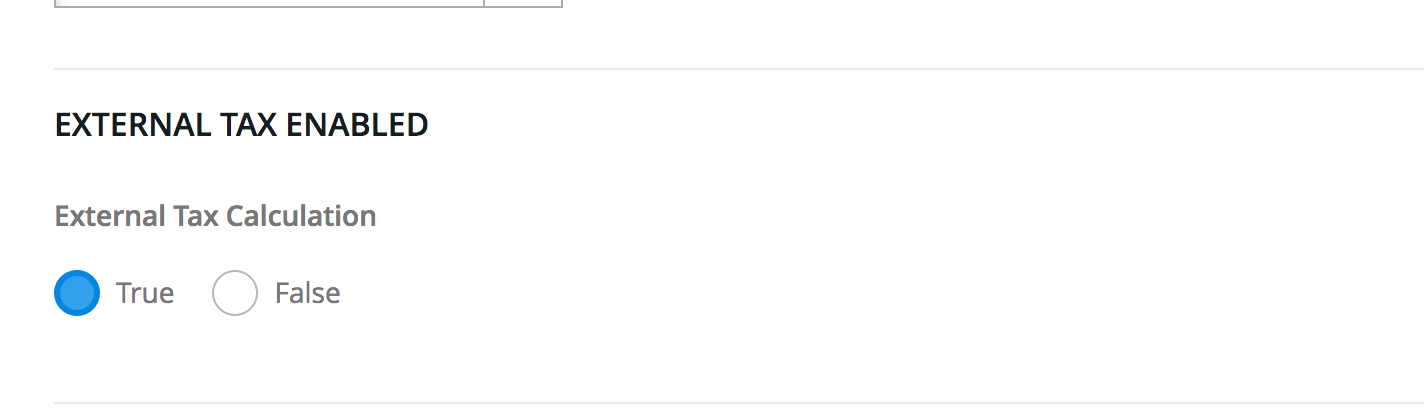 EXTERNAL TAX ENABLED
External Tax Calculation
True False